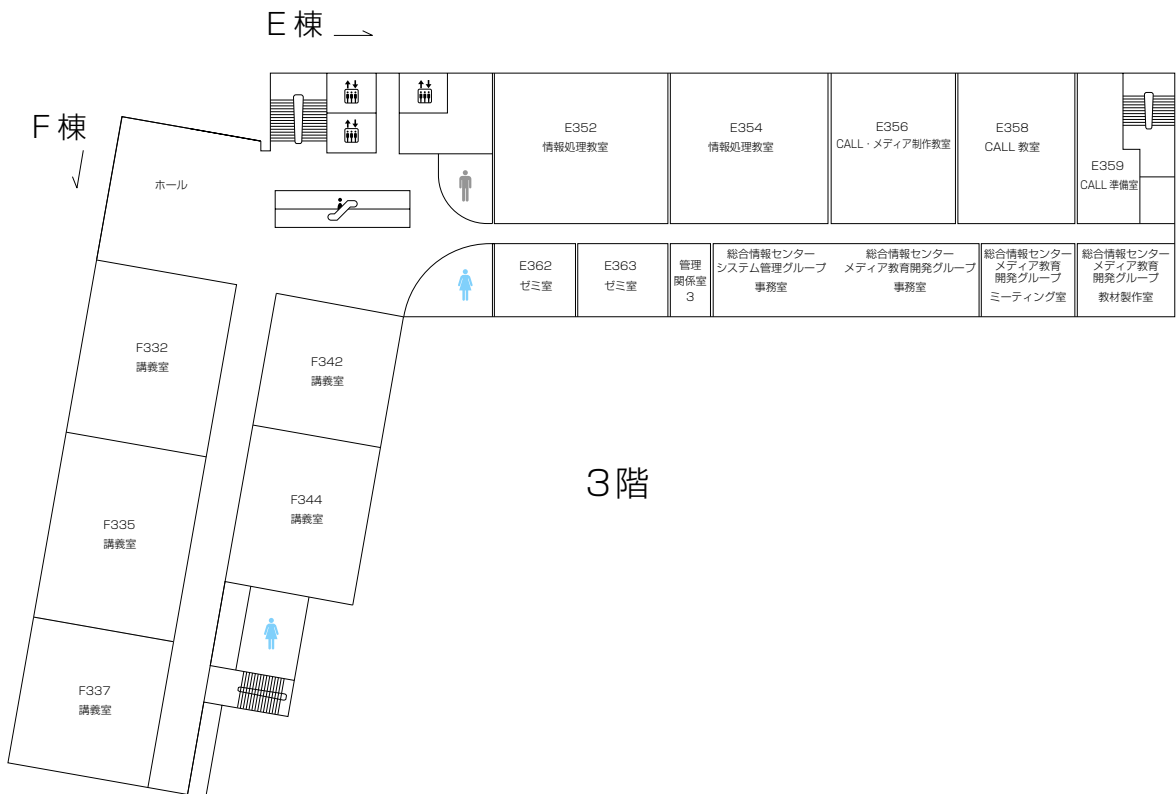 E棟
F棟
ホール
E352
情報処理教室
E354
情報処理教室
E356
CALL・メディア制作教室
E358
CALL 教室
E359
CALL 準備室
E362
ゼミ室
E363
ゼミ室
管理
関係室
3
総合情報センター
システム管理グループ
事務室
総合情報センター
メディア教育開発グループ
事務室
総合情報センター
メディア教育
開発グループ
ミーティング室
総合情報センター
メディア教育
開発グループ
教材製作室
F332
講義室
F342
講義室
F335
講義室
F344
講義室
F337
講義室
3階